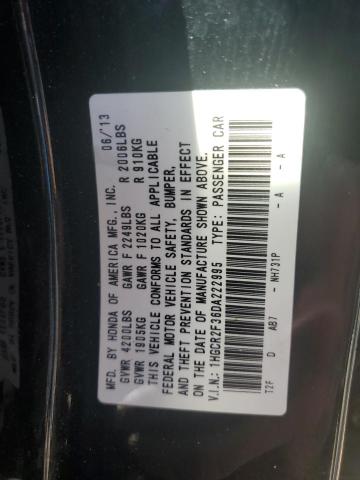 MFD. BY HONDA OF AMERICA MFG., INC. 06/'13
GVWR 4200LBS GAWR F 2249LBS R 2006LBS
GVWR 1905KG GAWR F 1020KG R 910KG
THIS VEHICLE CONFORMS TO ALL APPLICABLE
FEDERAL MOTOR VEHICLE SAFETY, BUMPER,
AND THEFT PREVENTION STANDARDS IN EFFECT
ON THE DATE OF MANUFACTURE SHOWN ABOVE.
V.I.N.: 1HGCR2F36DA222995 TYPE: PASSENGER CAR
T2F D AB7 - NH731P - A - A